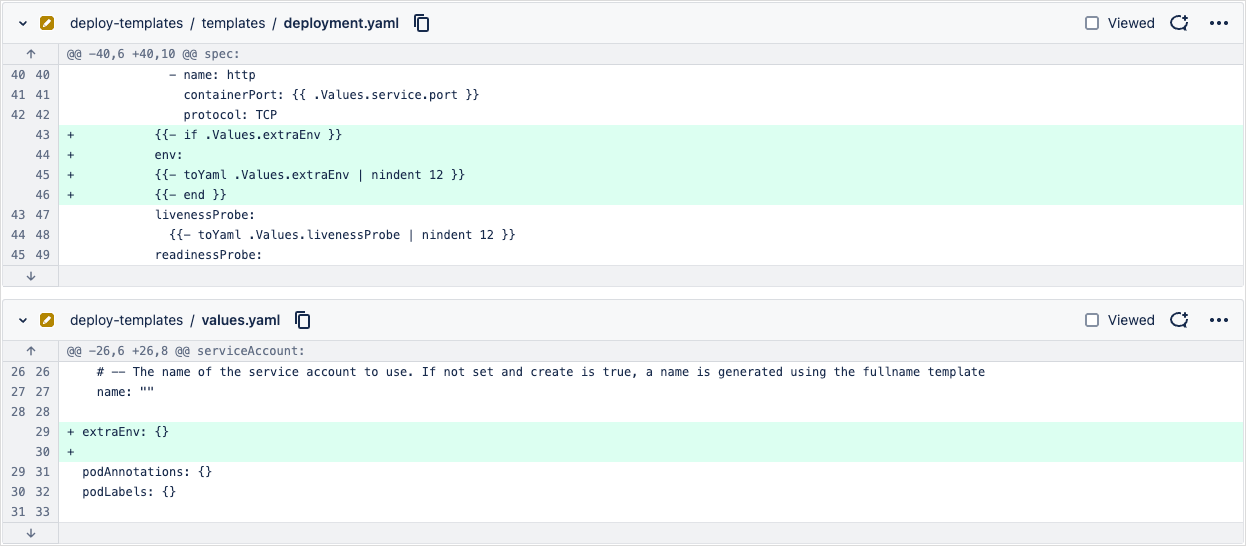 deploy-templates / templates / deployment.yaml Viewed
@@ -40,6 +40,10 @@ spec:
40 40 - name: http
41 41 containerPort: {{ .Values.service.port }}
42 42 protocol: TCP
43 + {{- if .Values.extraEnv }}
44 + env:
45 + {{- toYaml .Values.extraEnv | nindent 12 }}
46 + {{- end }}
43 47 livenessProbe:
44 48 {{- toYaml .Values.livenessProbe | nindent 12 }}
45 49 readinessProbe:
deploy-templates / values.yaml Viewed
@@ -26,6 +26,8 @@ serviceAccount:
26 26 # -- The name of the service account to use. If not set and create is true, a name is generated using the fullname template
27 27 name: ""
28 28
29 + extraEnv: {}
30 +
29 31 podAnnotations: {}
30 32 podLabels: {}
31 33